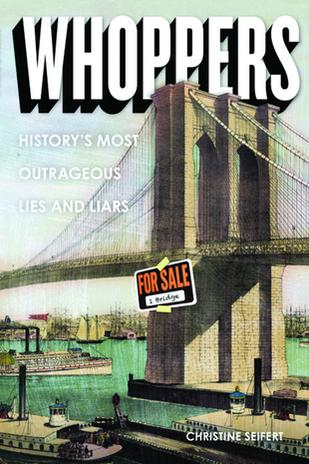 WHOPPERS
HISTORY'S MOST
OUTRAGEOUS
LIES AND LIARS
FOR SALE
1 Bridge
CHRISTINE SEIFERT